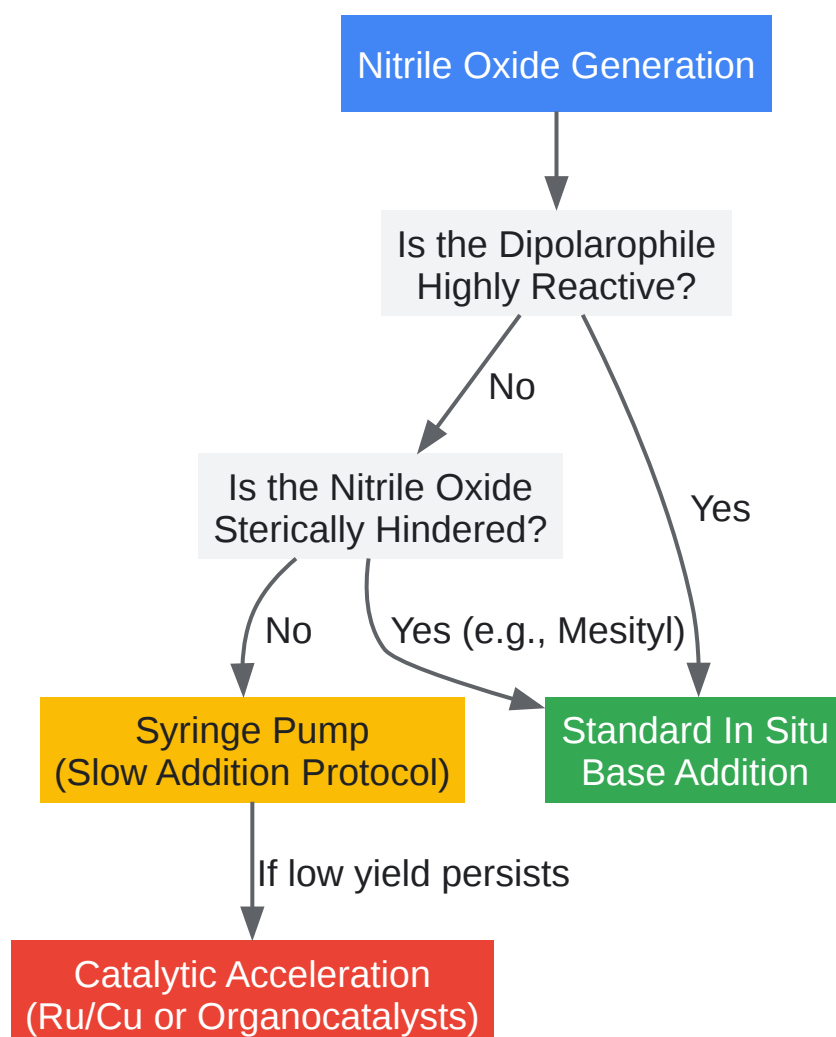 Nitrile Oxide Generation
Is the Dipolarophile
Highly Reactive?
No
Yes
Is the Nitrile Oxide
Sterically Hindered?
No
Yes (e.g., Mesityl)
Syringe Pump
(Slow Addition Protocol)
Standard In Situ
Base Addition
If low yield persists
Catalytic Acceleration
(Ru/Cu or Organocatalysts)